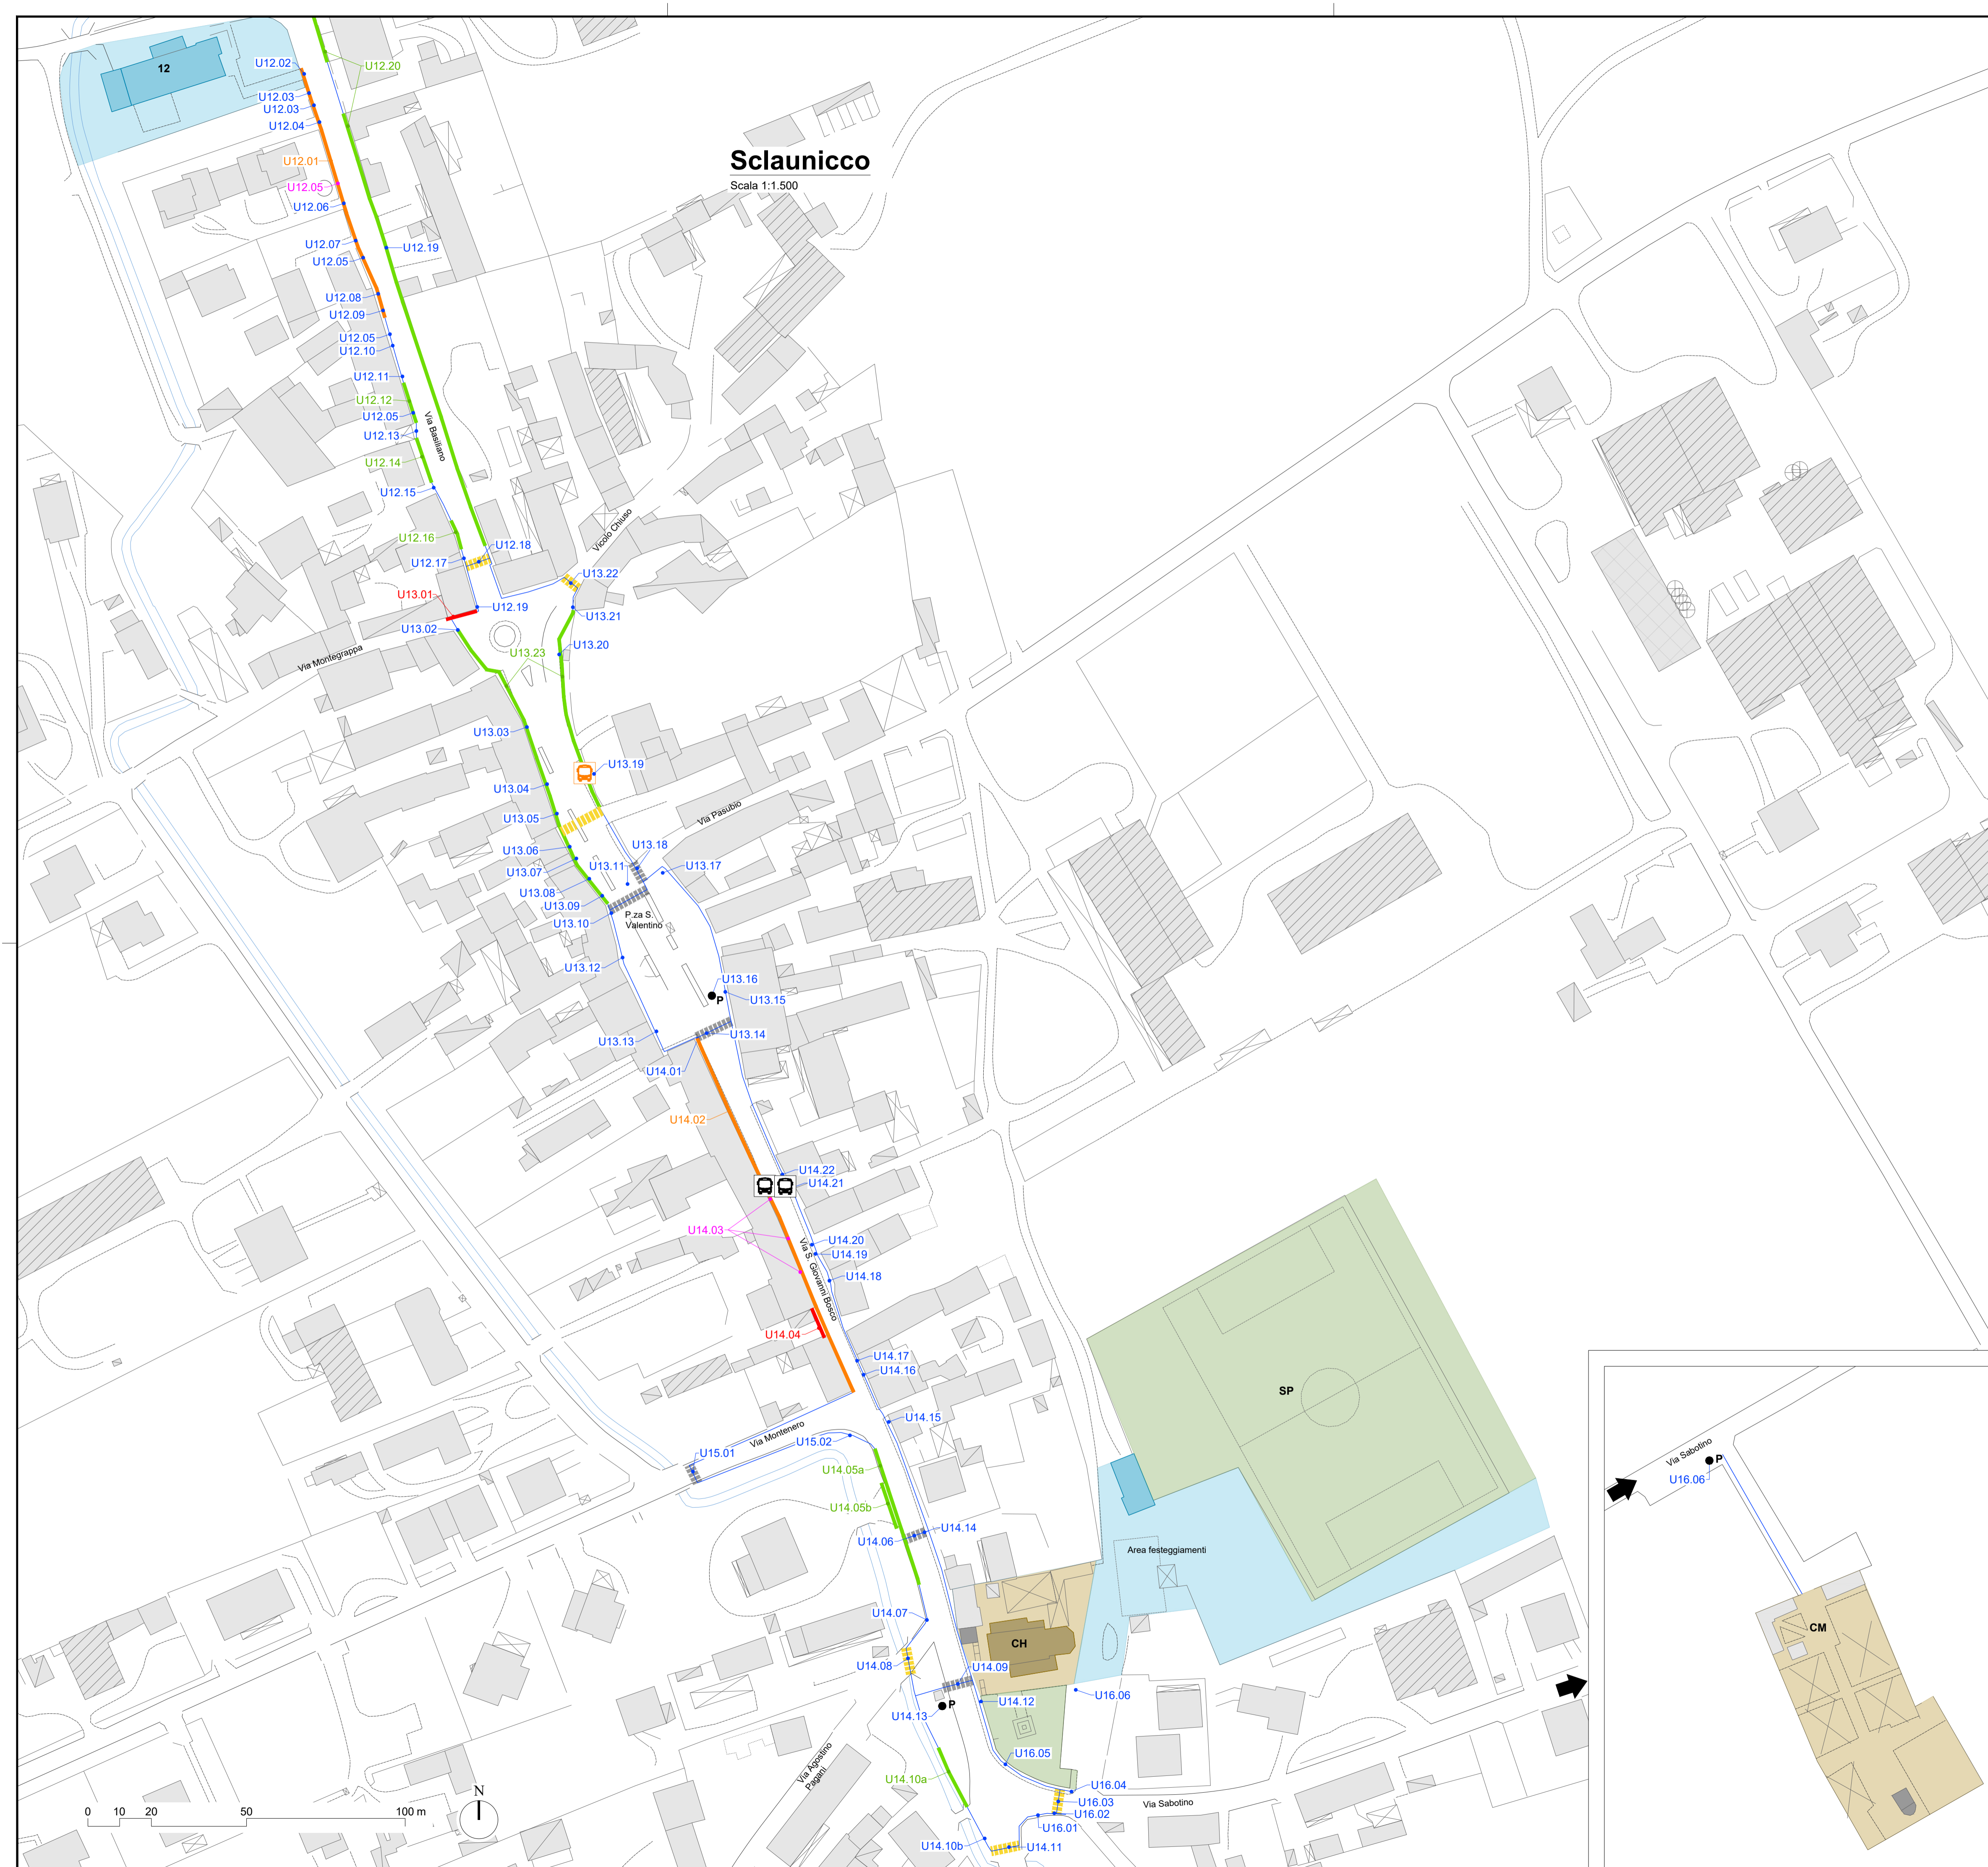 12
U12.02
U12.20
U12.03
U12.03
U12.04
Sclaunicco
Scala 1:1.500
U12.01
U12.05
U12.06
U12.07
U12.19
U12.05
U12.08
U12.09
U12.05
U12.10
U12.11
U12.12
U12.05
U12.13
Via Basiliano
U12.14
U12.15
Vicolo Chiuso
U12.16
U12.18
U12.17
U13.22
U13.01
U12.19
U13.21
U13.02
U13.20
U13.23
Via Montegrappa
U13.03
U13.19
U13.04
Via Pasubio
U13.05
U13.18
U13.06
U13.11
U13.17
U13.07
U13.08
U13.09
P.za S.
Valentino
U13.10
U13.12
U13.16
P
U13.15
U13.14
U13.13
U14.01
U14.02
U14.22
U14.21
U14.03
U14.20
U14.19
Via S. Giovanni Bosco
U14.18
U14.04
U14.17
U14.16
SP
U14.15
Via Montenero
U15.02
U15.01
U14.05a
U14.05b
U14.14
U14.06
Area festeggiamenti
Via Sabotino
P
U16.06
U14.07
CH
CM
U14.08
U14.09
U16.06
U14.12
P
U14.13
U16.05
Via Agostino
Pagani
U14.10a
U16.04
U16.03
Via Sabotino
U16.02
U16.01
U14.10b
U14.11
N
0 10 20 50 100 m